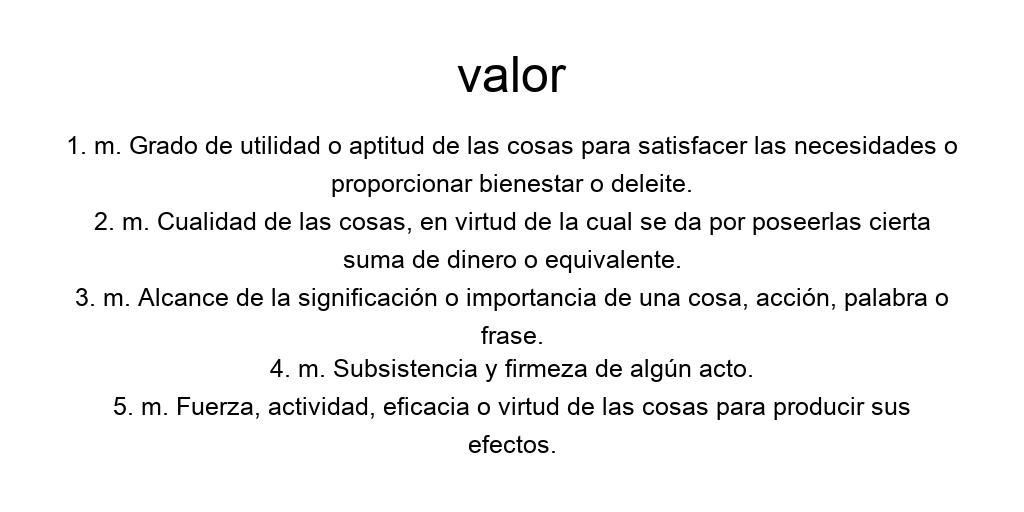 valor
1. m. Grado de utilidad o aptitud de las cosas para satisfacer las necesidades o
proporcionar bienestar o deleite.
2. m. Cualidad de las cosas, en virtud de la cual se da por poseerlas cierta
suma de dinero o equivalente.
3. m. Alcance de la significación o importancia de una cosa, acción, palabra o
frase.
4. m. Subsistencia y firmeza de algún acto.
5. m. Fuerza, actividad, eficacia o virtud de las cosas para producir sus
efectos.